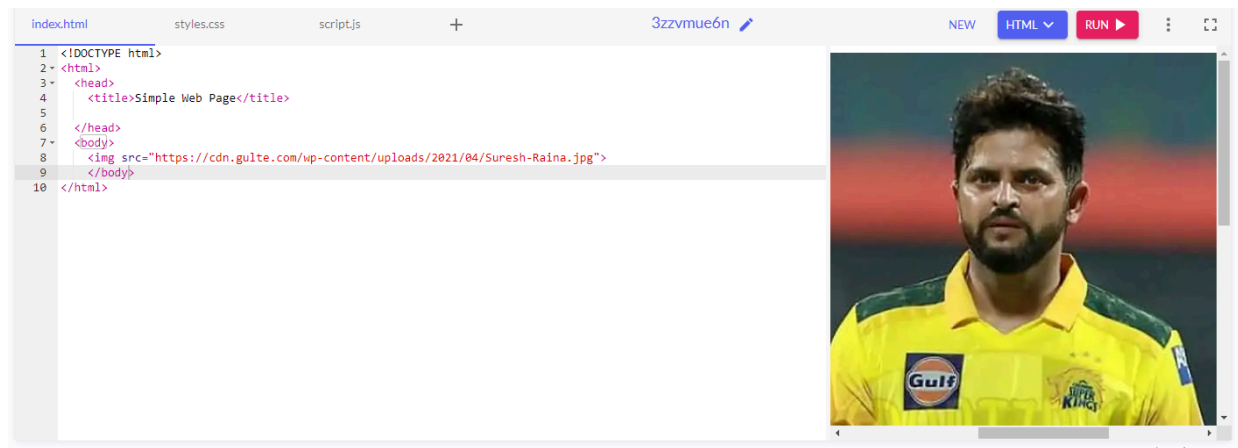 index.html styles.css script.js + 3zzvmue6n NEW HTML RUN
1 <!DOCTYPE html>
2 <html>
3 <head>
4 <title>Simple Web Page</title>
5
6 </head>
7 <body>
8 <img src="https://cdn.gulte.com/wp-content/uploads/2021/04/Suresh-Raina.jpg">
9 </body>
10 </html>
Gulf
SUPER
KINGS